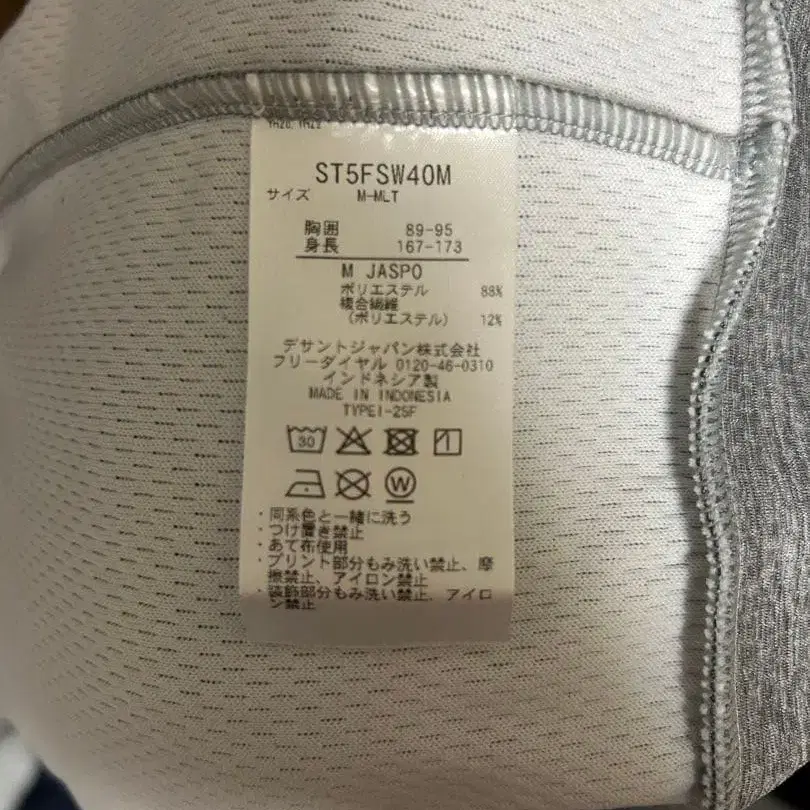 ST5FSW40M
サイズ M-MLT
胸囲 89-95
身長 167-173
M JASPO
ポリエステル 88%
複合繊維
(ポリエステル) 12%
デサントジャパン株式会社
フリーダイヤル 0120-46-0310
インドネシア製
MADE IN INDONESIA
TYPEI-25F
30
W
・同系色と一緒に洗う
・つけ置き禁止
・あて布使用
・プリント部分もみ洗い禁止、摩
擦禁止、アイロン禁止
・装飾部分もみ洗い禁止、アイロ
ン禁止